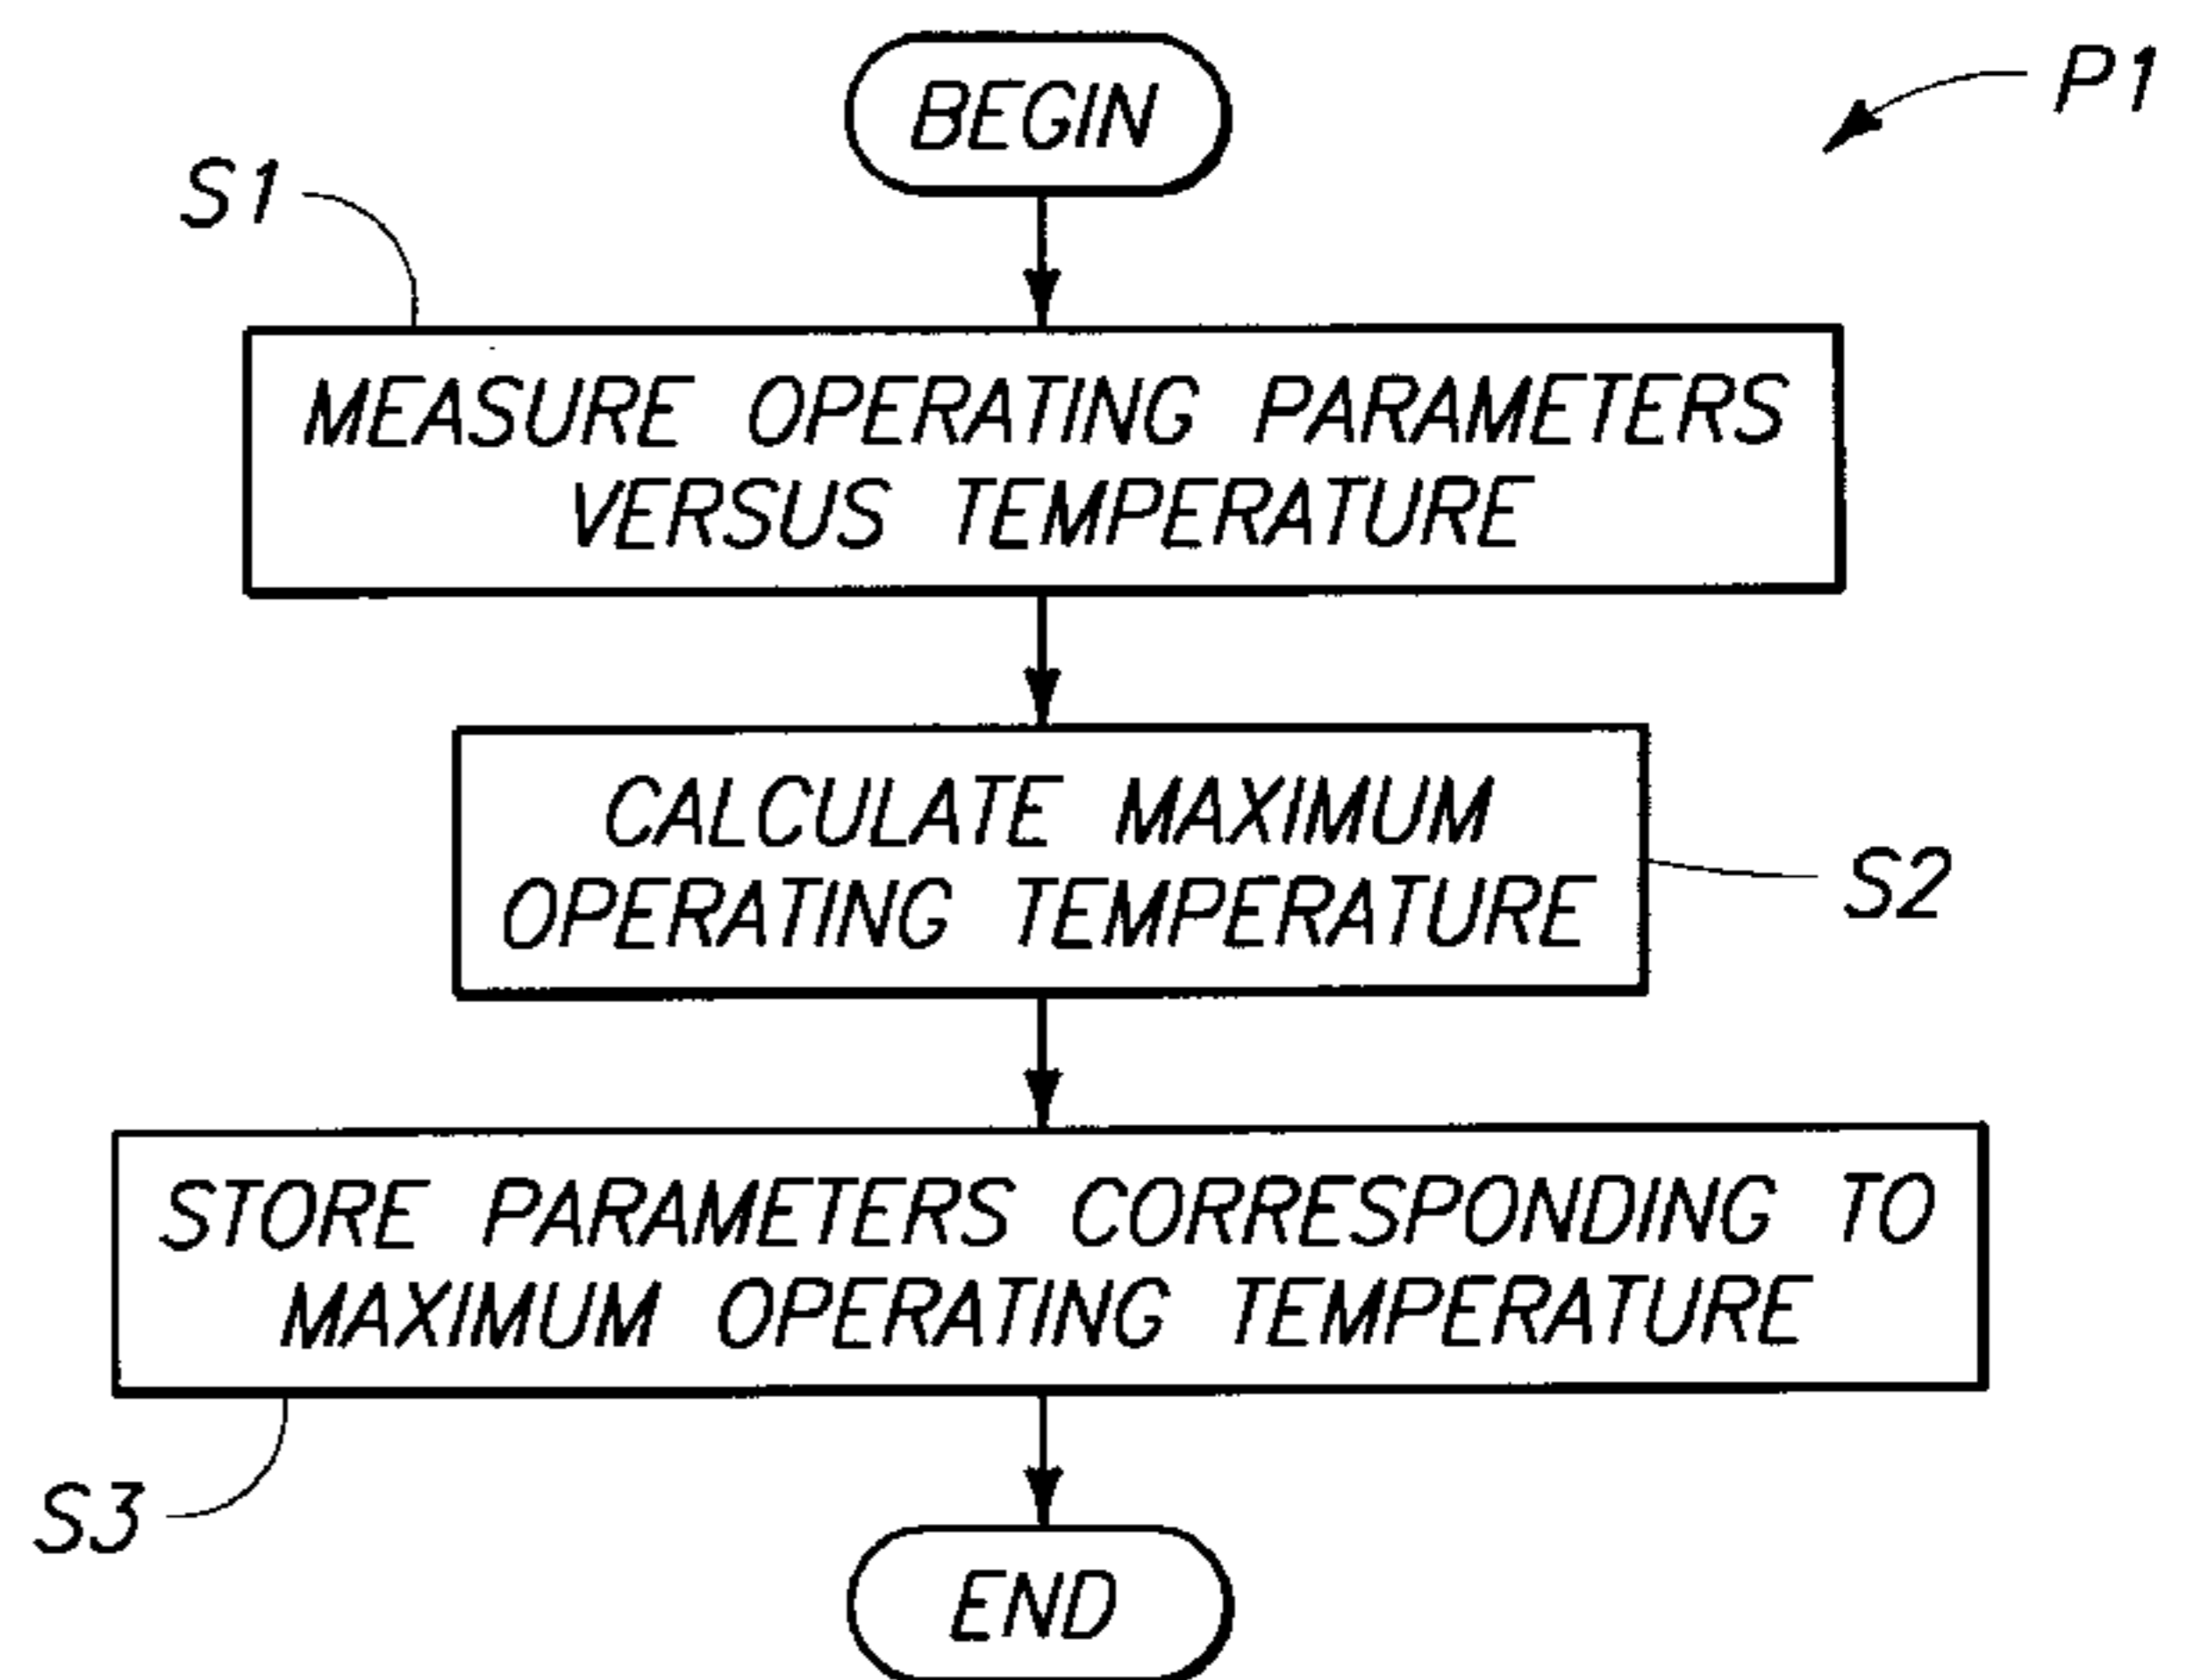 BEGIN
P1
S1
MEASURE OPERATING PARAMETERS
VERSUS TEMPERATURE
CALCULATE MAXIMUM
OPERATING TEMPERATURE
S2
STORE PARAMETERS CORRESPONDING TO
MAXIMUM OPERATING TEMPERATURE
S3
END